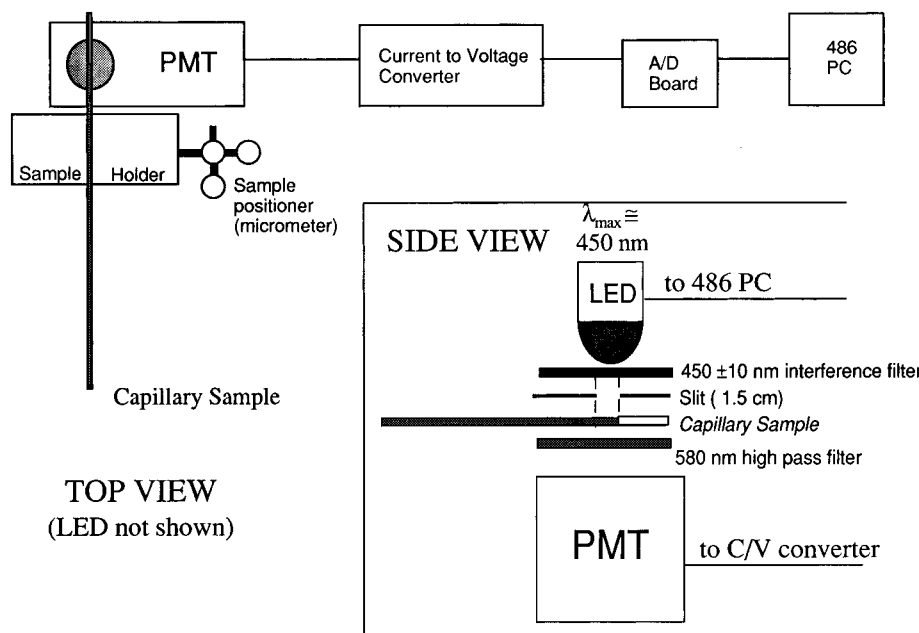 PMT
Current to Voltage
Converter
A/D
Board
486
PC
Sample Holder
Sample
positioner
(micrometer)
Capillary Sample
TOP VIEW
(LED not shown)
SIDE VIEW
λmax ≅
450 nm
LED
to 486 PC
450 ±10 nm interference filter
Slit ( 1.5 cm)
Capillary Sample
580 nm high pass filter
PMT
to C/V converter